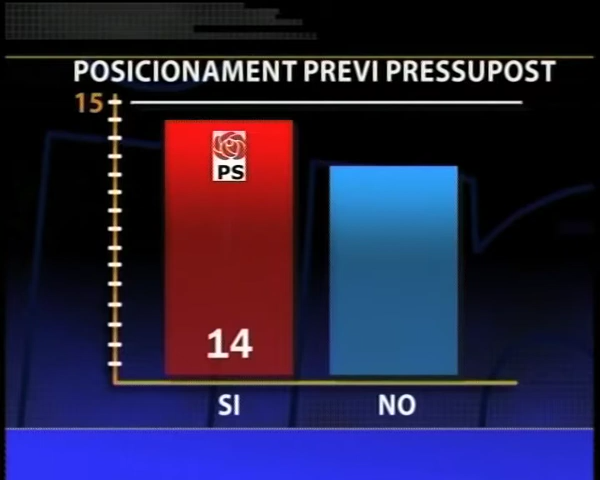 POSICIONAMENT PREVI PRESSUPOST
15
PS
14
SI
NO